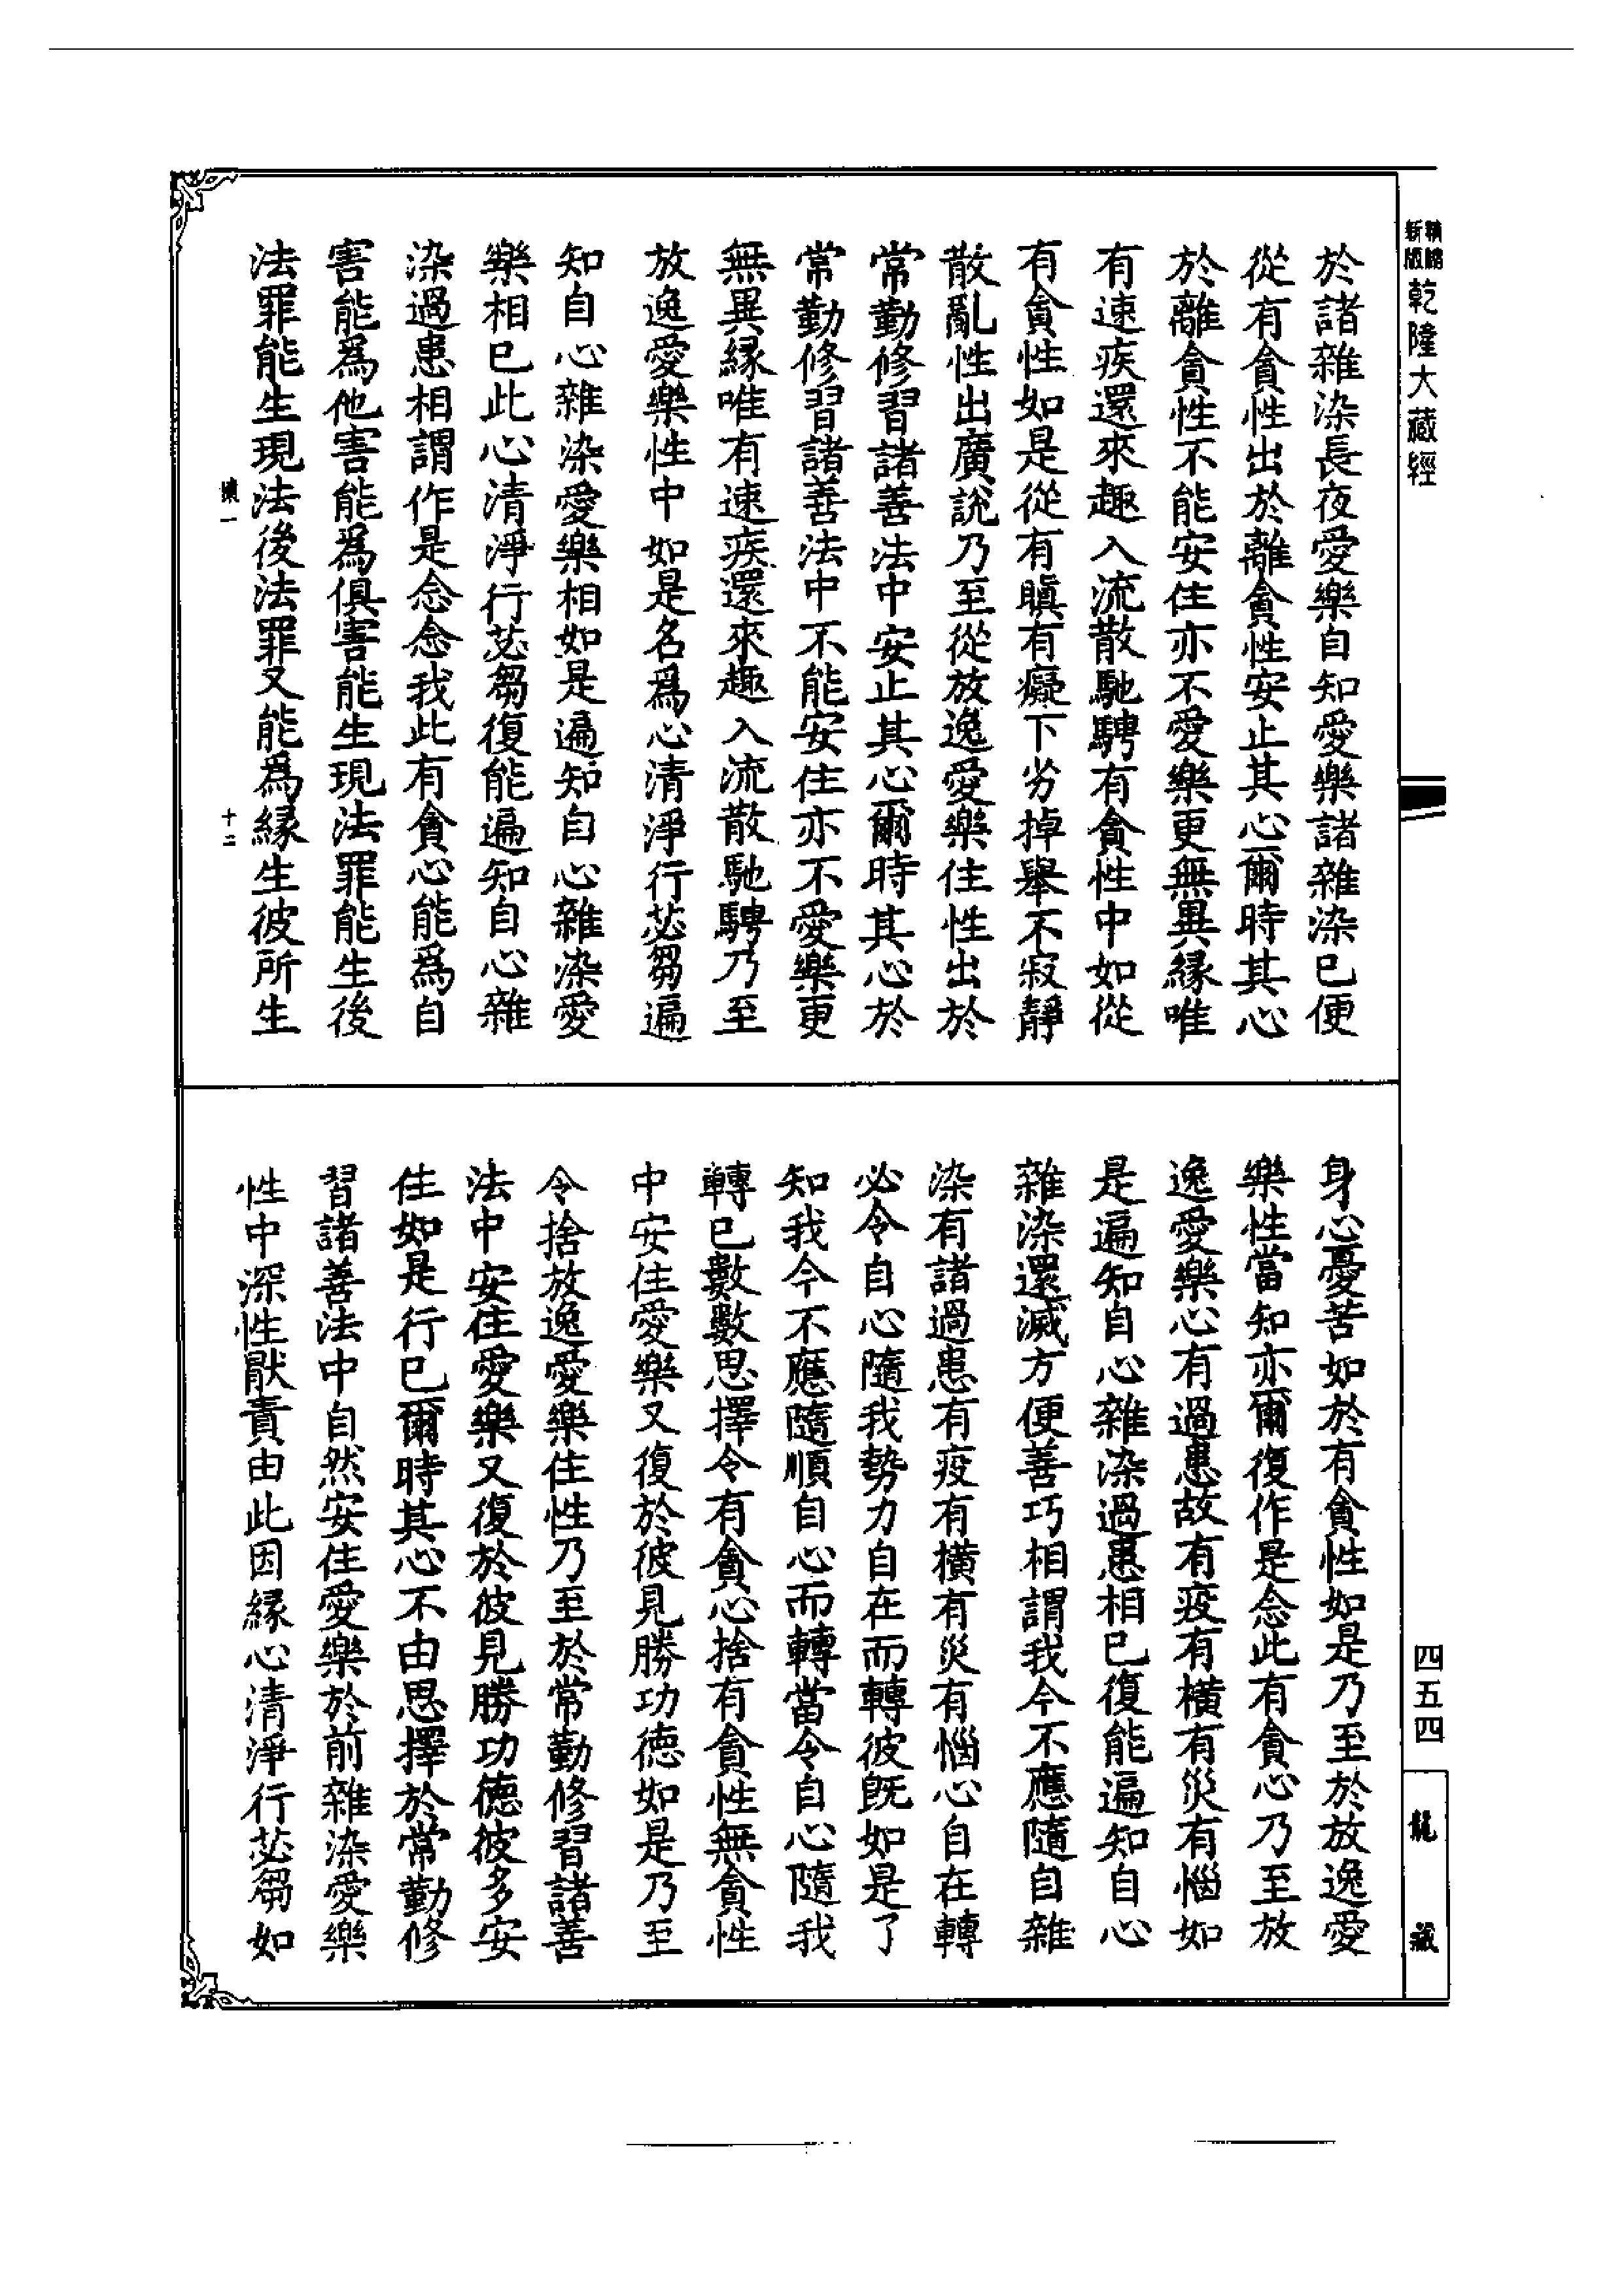 新版精縮乾隆大藏經
於諸雜染長夜愛樂自知愛樂諸雜染已便
從有貪性出於離貪性安止其心爾時其心
於離貪性不能安住亦不愛樂更無異緣唯
有速疾還來趣入流散馳騁有貪性中如從
有貪性如是從有瞋有癡下劣掉舉不寂靜
散亂性出廣說乃至從放逸愛樂住性出於
常勤修習諸善法中安止其心爾時其心於
常勤修習諸善法中不能安住亦不愛樂更
無異緣唯有速疾還來趣入流散馳騁乃至
放逸愛樂性中如是名爲心清淨行苾芻遍
知自心雜染愛樂相如是遍知自心雜染愛
樂相已此心清淨行苾芻復能遍知自心雜
染過患相謂作是念念我此有貪心能爲自
害能爲他害能爲俱害能生現法罪能生後
法罪能生現法後法罪又能爲緣生彼所生
十二
身心憂苦如於有貪性如是乃至於放逸愛
樂性當知亦爾復作是念此有貪心乃至放
逸愛樂心有過患故有疫有橫有災有惱如
是遍知自心雜染過患相已復能遍知自心
雜染還滅方便善巧相謂我今不應隨自雜
染有諸過患有疫有橫有災有惱心自在轉
必令自心隨我勢力自在而轉彼旣如是了
知我今不應隨順自心而轉當令自心隨我
轉已數數思擇令有貪心捨有貪性無貪性
中安住愛樂又復於彼見勝功德如是乃至
令捨放逸愛樂住性乃至於常勤修習諸善
法中安住愛樂又復於彼見勝功德彼多安
住如是行已爾時其心不由思擇於常勤修
習諸善法中自然安住愛樂於前雜染愛樂
性中深性猒責由此因緣心清淨行苾芻如
四五四
龍藏